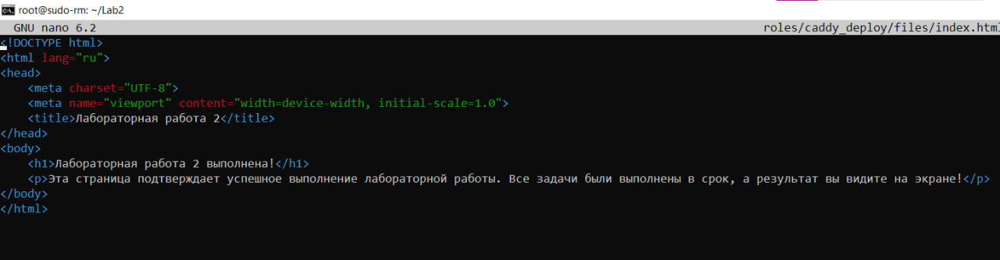 root@sudo-rm: ~/Lab2
GNU nano 6.2 roles/caddy_deploy/files/index.html
<!DOCTYPE html>
<html lang="ru">
<head>
    <meta charset="UTF-8">
    <meta name="viewport" content="width=device-width, initial-scale=1.0">
    <title>Лабораторная работа 2</title>
</head>
<body>
    <h1>Лабораторная работа 2 выполнена!</h1>
    <p>Эта страница подтверждает успешное выполнение лабораторной работы. Все задачи были выполнены в срок, а результат вы видите на экране!</p>
</body>
</html>